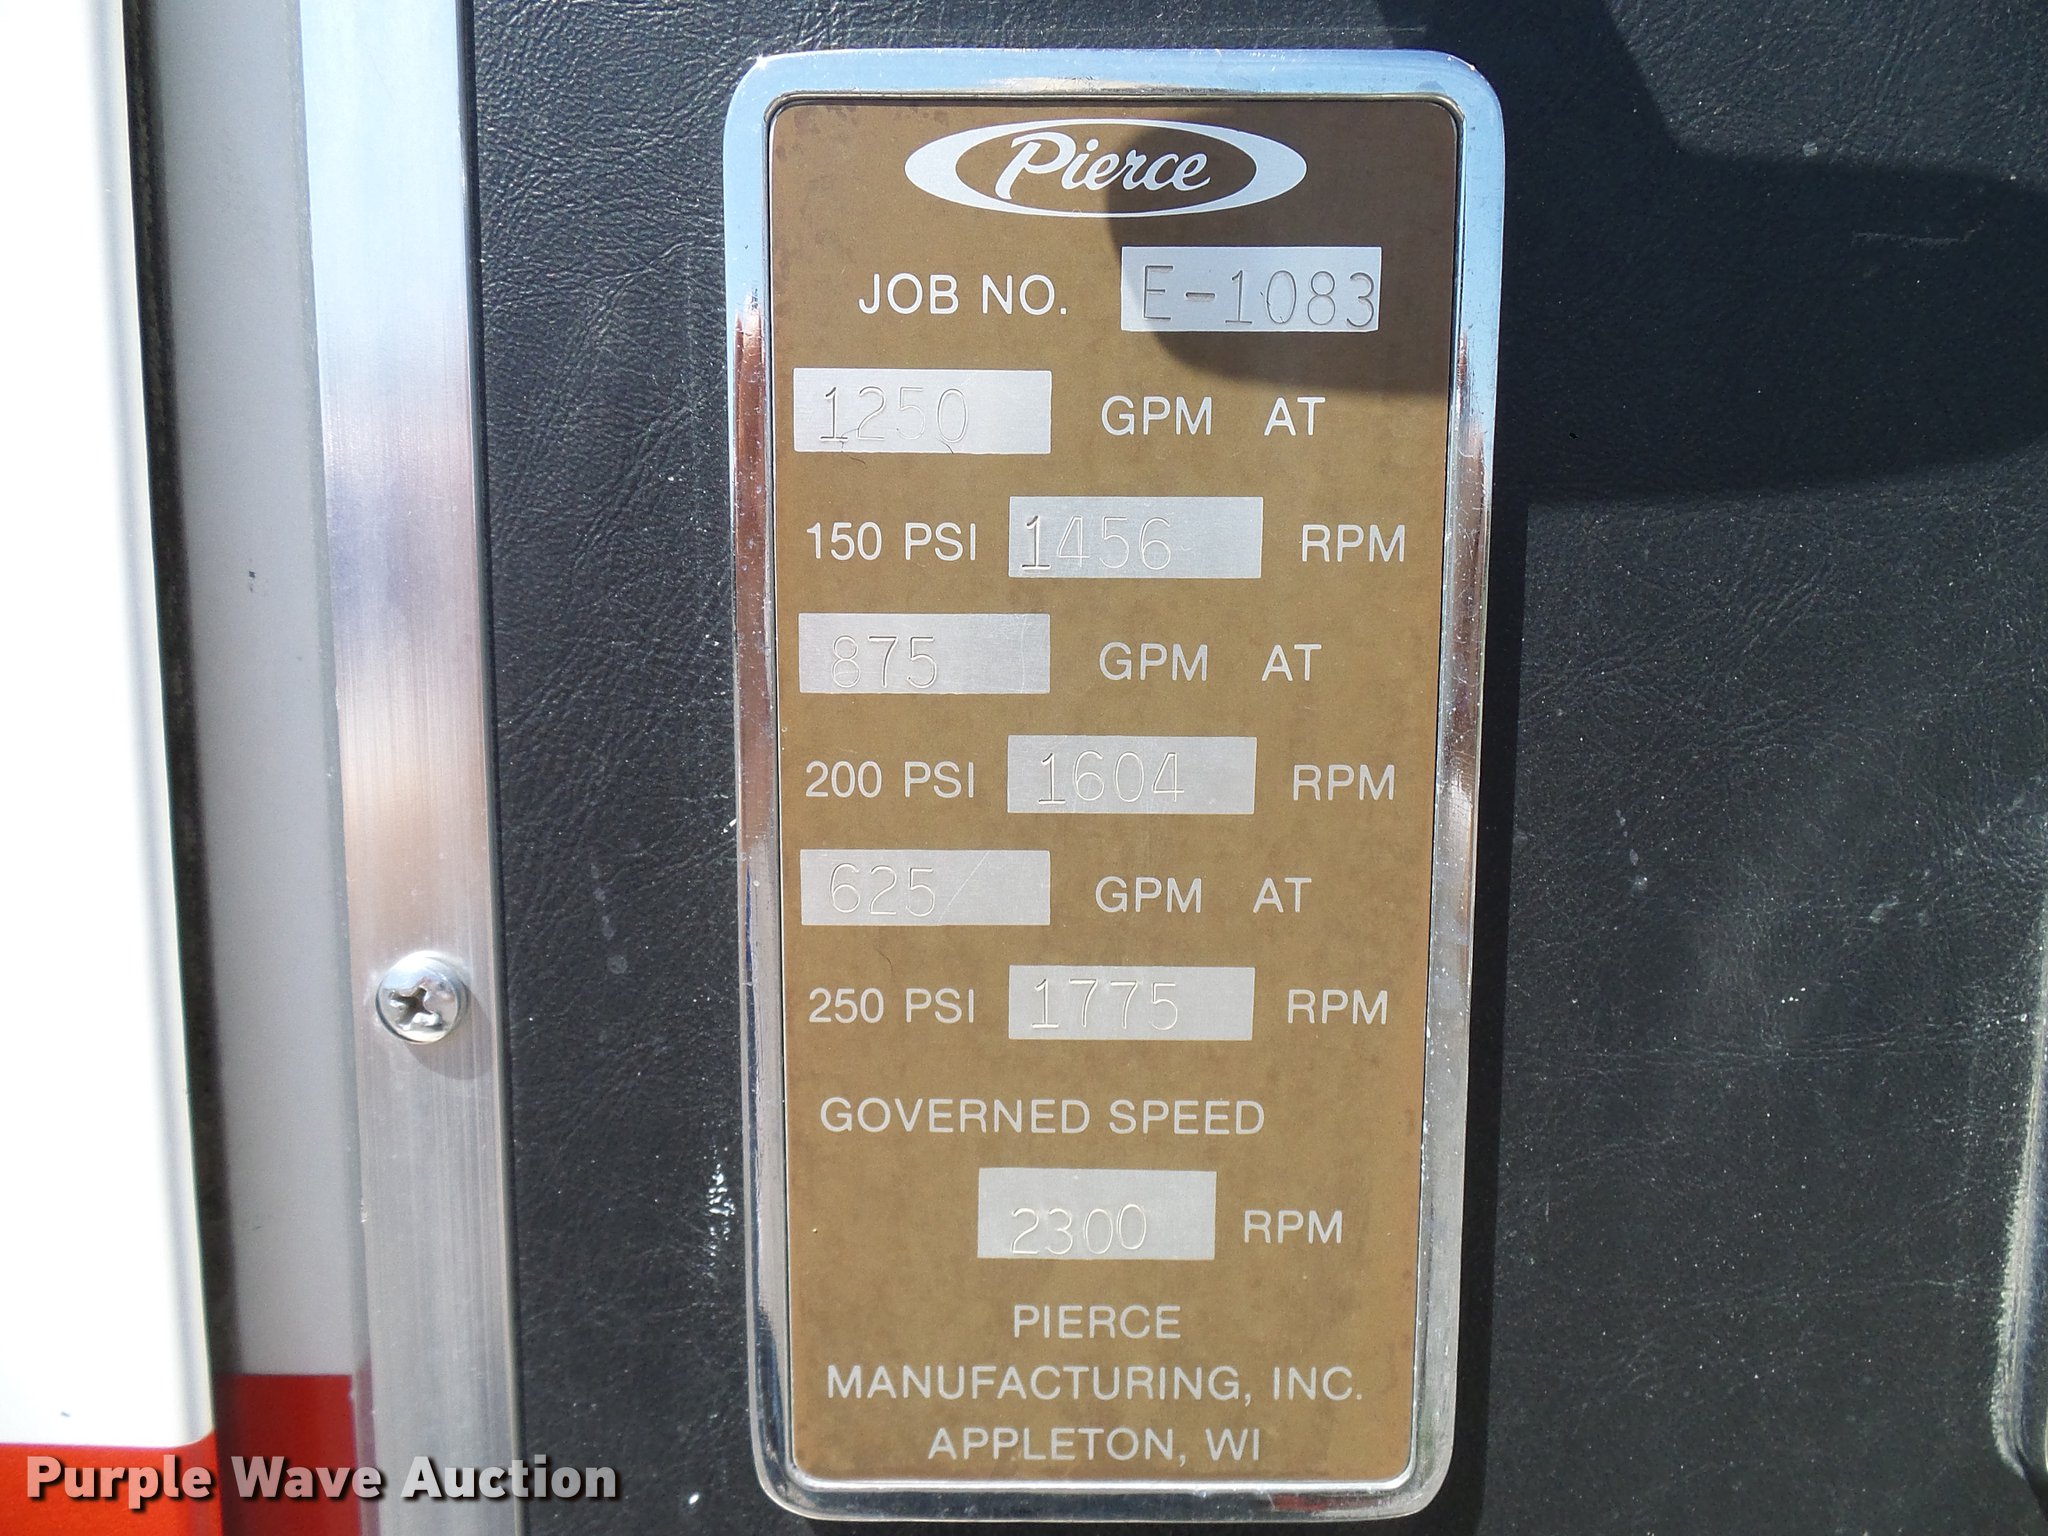 Pierce
JOB NO. E-1083
1250 GPM AT
150 PSI 1456 RPM
875 GPM AT
200 PSI 1604 RPM
625 GPM AT
250 PSI 1775 RPM
GOVERNED SPEED
2300 RPM
PIERCE
MANUFACTURING, INC.
APPLETON, WI
Purple Wave Auction